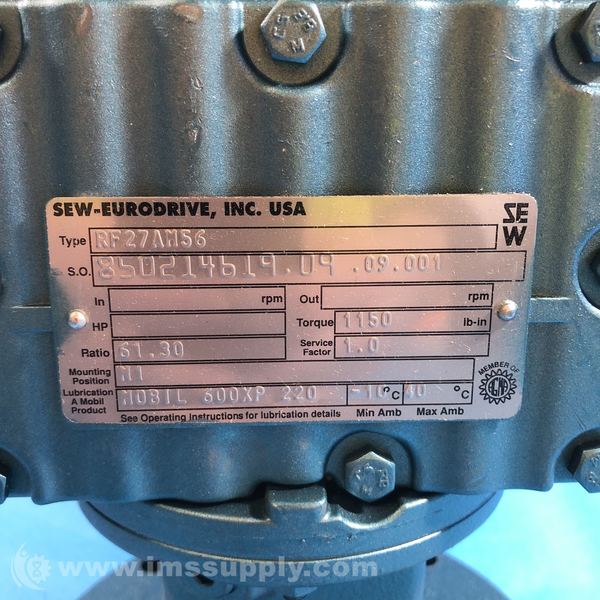 SEW-EURODRIVE, INC. USA
SEW
Type RF27AM56
S.O. 850214619.09 .09.001
In rpm Out rpm
HP Torque 1150 lb-in
Ratio 61.30 Service Factor 1.0
Mounting Position M1
Lubrication A Mobil Product MOBIL 600XP 220 -10 °C 40 °C
See Operating Instructions for lubrication details Min Amb Max Amb
MEMBER OF AGMA
www.imssupply.com